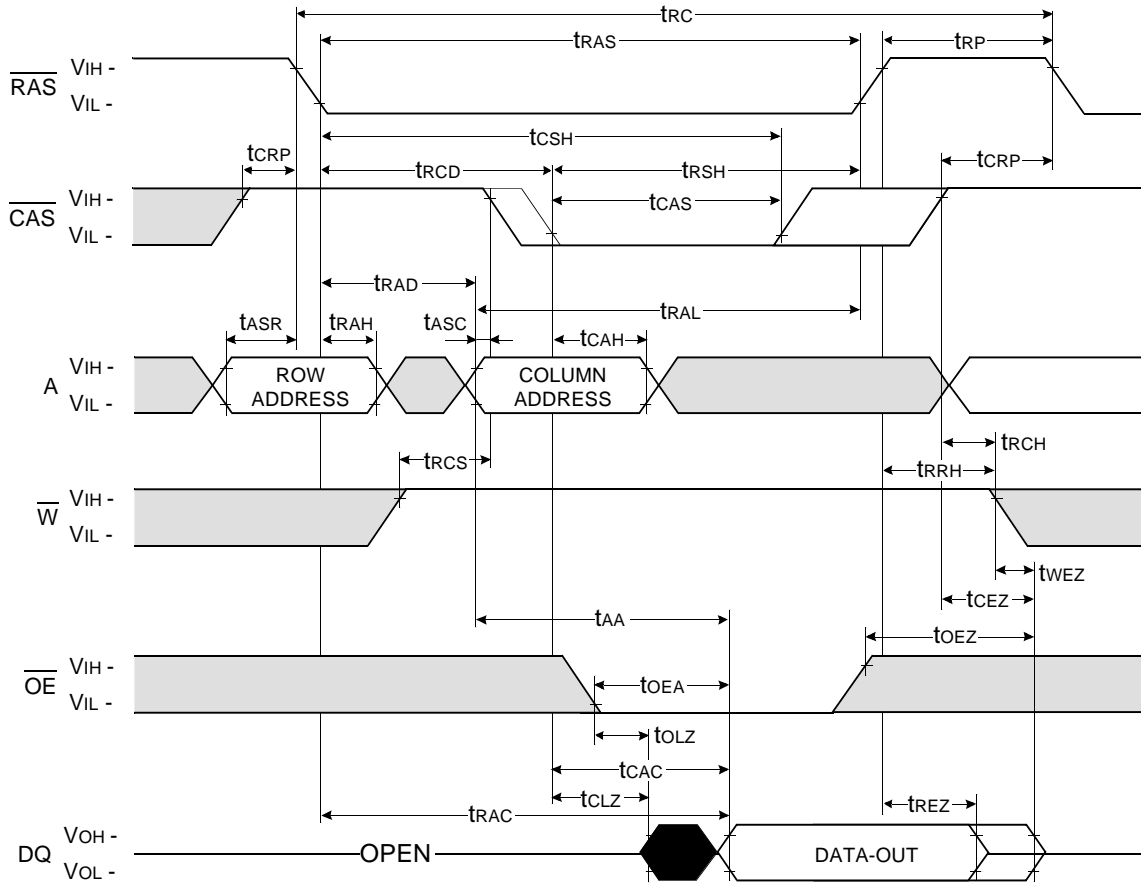 tRC
tRAS tRP
RAS VIH -
VIL -
tCSH
tCRP tRCD tRSH tCRP
CAS VIH -
VIL -
tCAS
tRAD
tRAL
tASR tRAH tASC tCAH
A VIH -
VIL -
ROW ADDRESS
COLUMN ADDRESS
tRCH
tRCS tRRH
W VIH -
VIL -
tWEZ
tCEZ
tAA
tOEZ
OE VIH -
VIL -
tOEA
tOLZ
tCAC
tCLZ tREZ
tRAC
DQ VOH -
VOL -
OPEN DATA-OUT